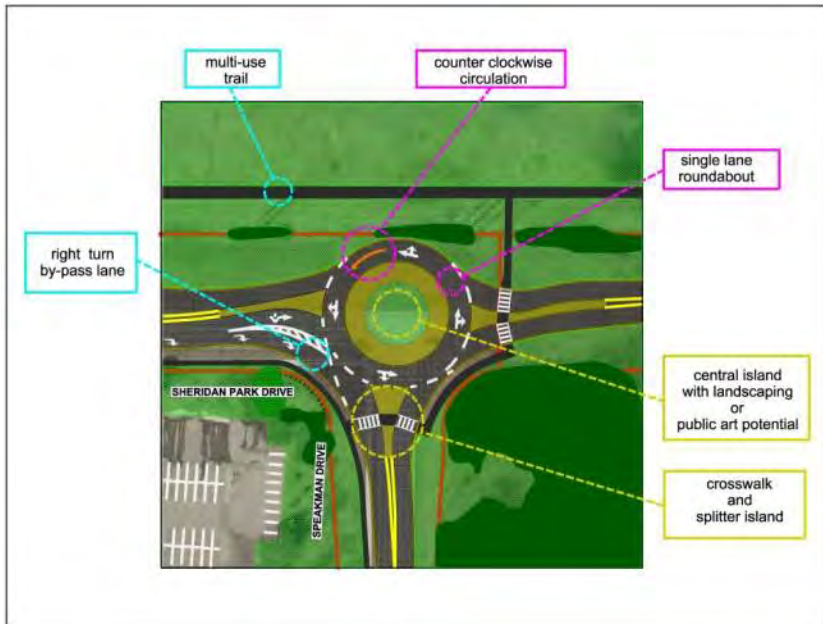 multi-use
trail
counter clockwise
circulation
single lane
roundabout
right turn
by-pass lane
central island
with landscaping
or
public art potential
SHERIDAN PARK DRIVE
SPEAKMAN DRIVE
crosswalk
and
splitter island